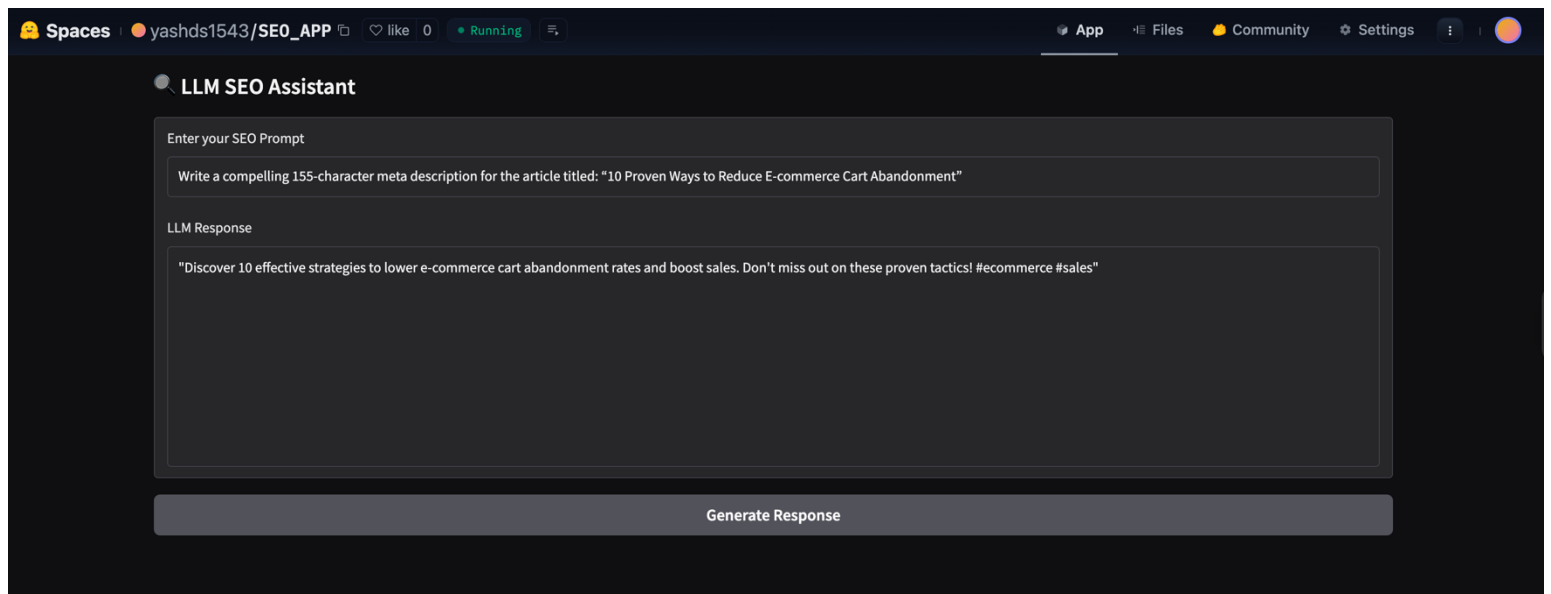 Spaces yashds1543/SEO_APP like 0 Running App Files Community Settings
LLM SEO Assistant
Enter your SEO Prompt
Write a compelling 155-character meta description for the article titled: “10 Proven Ways to Reduce E-commerce Cart Abandonment”
LLM Response
"Discover 10 effective strategies to lower e-commerce cart abandonment rates and boost sales. Don't miss out on these proven tactics! #ecommerce #sales"
Generate Response